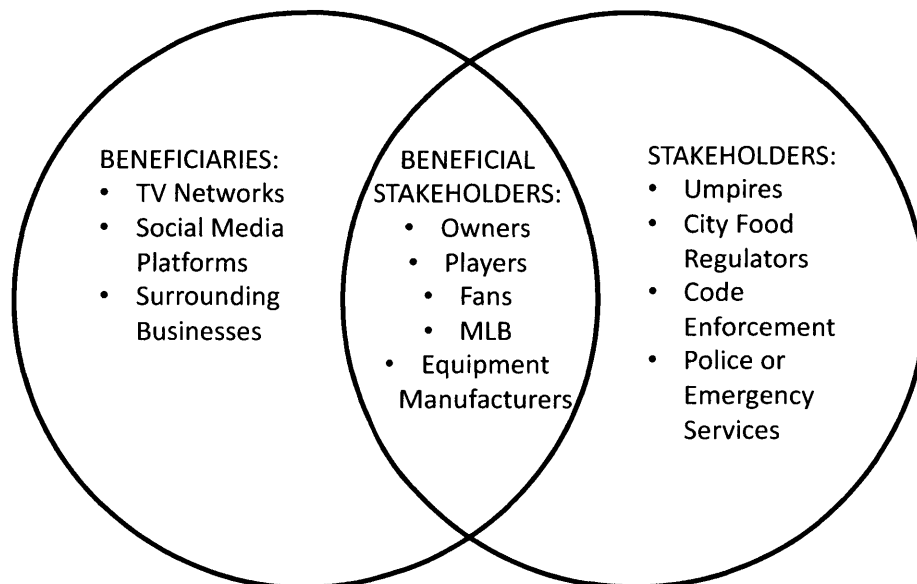 BENEFICIARIES:
• TV Networks
• Social Media
Platforms
• Surrounding
Businesses
BENEFICIAL
STAKEHOLDERS:
• Owners
• Players
• Fans
• MLB
• Equipment
Manufacturers
STAKEHOLDERS:
• Umpires
• City Food
Regulators
• Code
Enforcement
• Police or
Emergency
Services